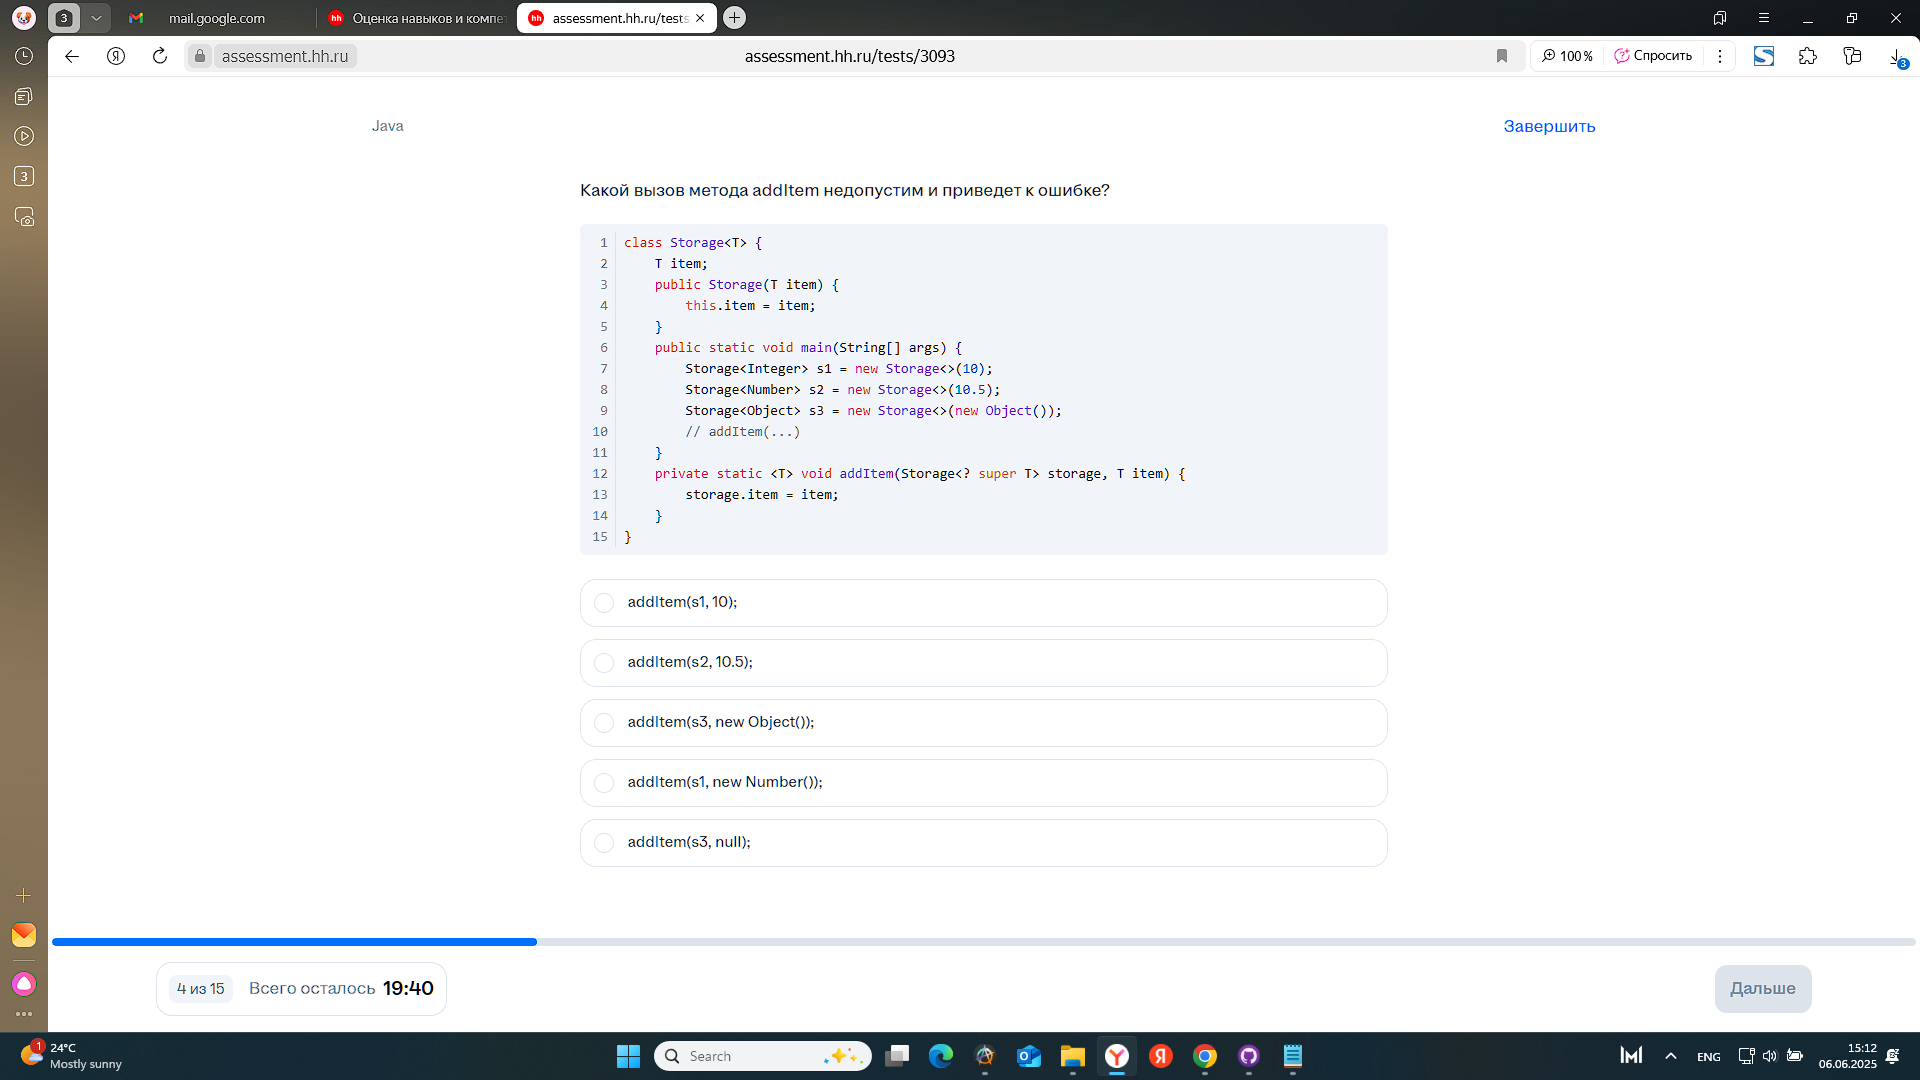 3
mail.google.com
Оценка навыков и компе
assessment.hh.ru/tests
assessment.hh.ru
assessment.hh.ru/tests/3093
100 %
Спросить
3
3
Java
Завершить
Какой вызов метода addItem недопустим и приведет к ошибке?
1 class Storage<T> {
2 T item;
3 public Storage(T item) {
4 this.item = item;
5 }
6 public static void main(String[] args) {
7 Storage<Integer> s1 = new Storage<>(10);
8 Storage<Number> s2 = new Storage<>(10.5);
9 Storage<Object> s3 = new Storage<>(new Object());
10 // addItem(...)
11 }
12 private static <T> void addItem(Storage<? super T> storage, T item) {
13 storage.item = item;
14 }
15 }
addItem(s1, 10);
addItem(s2, 10.5);
addItem(s3, new Object());
addItem(s1, new Number());
addItem(s3, null);
4 из 15
Всего осталось 19:40
Дальше
1
24°C
Mostly sunny
Search
ENG
15:12
06.06.2025